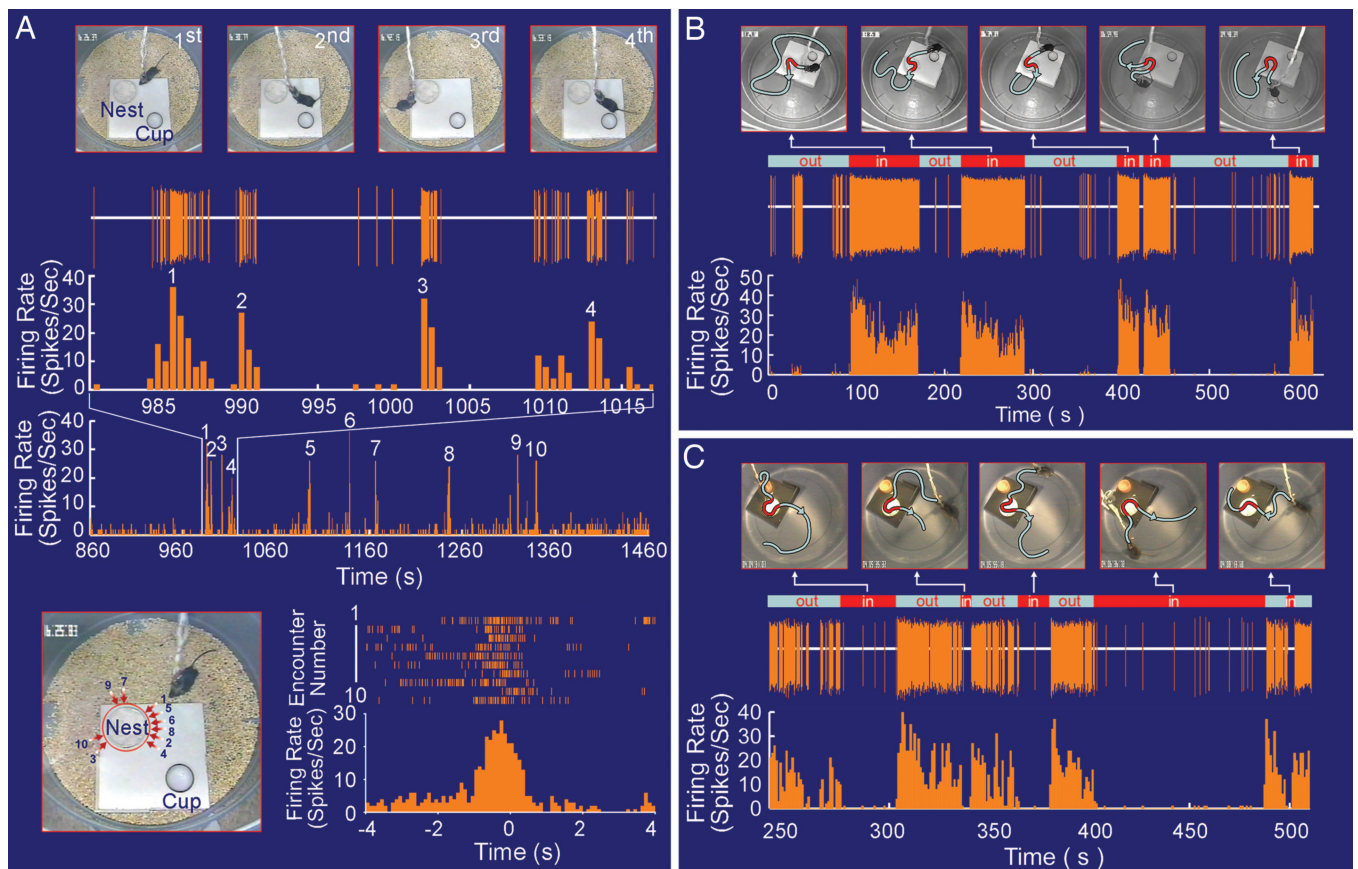 A
1st
2nd
3rd
4th
Nest
Cup
Firing Rate
(Spikes/Sec)
40
30
20
10
0
1
2
3
4
985
990
995
1000
1005
1010
1015
Firing Rate
(Spikes/Sec)
40
30
20
10
0
1
2
3
4
5
6
7
8
9
10
860
960
1060
1160
1260
1360
1460
Time (s)
9 7
1
5
6
8
2
4
10
3
Nest
Cup
Encounter
Number
1
10
Firing Rate
(Spikes/Sec)
30
20
10
0
-4 -2 0 2 4
Time (s)
B
out in out in out in in out in
Firing Rate
(Spikes/Sec)
50
40
30
20
10
0
100 200 300 400 500 600
Time ( s )
C
out in out in out in out in in
Firing Rate
(Spikes/Sec)
40
30
20
10
0
250 300 350 400 450 500
Time ( s )